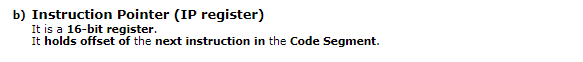 b) Instruction Pointer (IP register)
It is a 16-bit register.
It holds offset of the next instruction in the Code Segment.